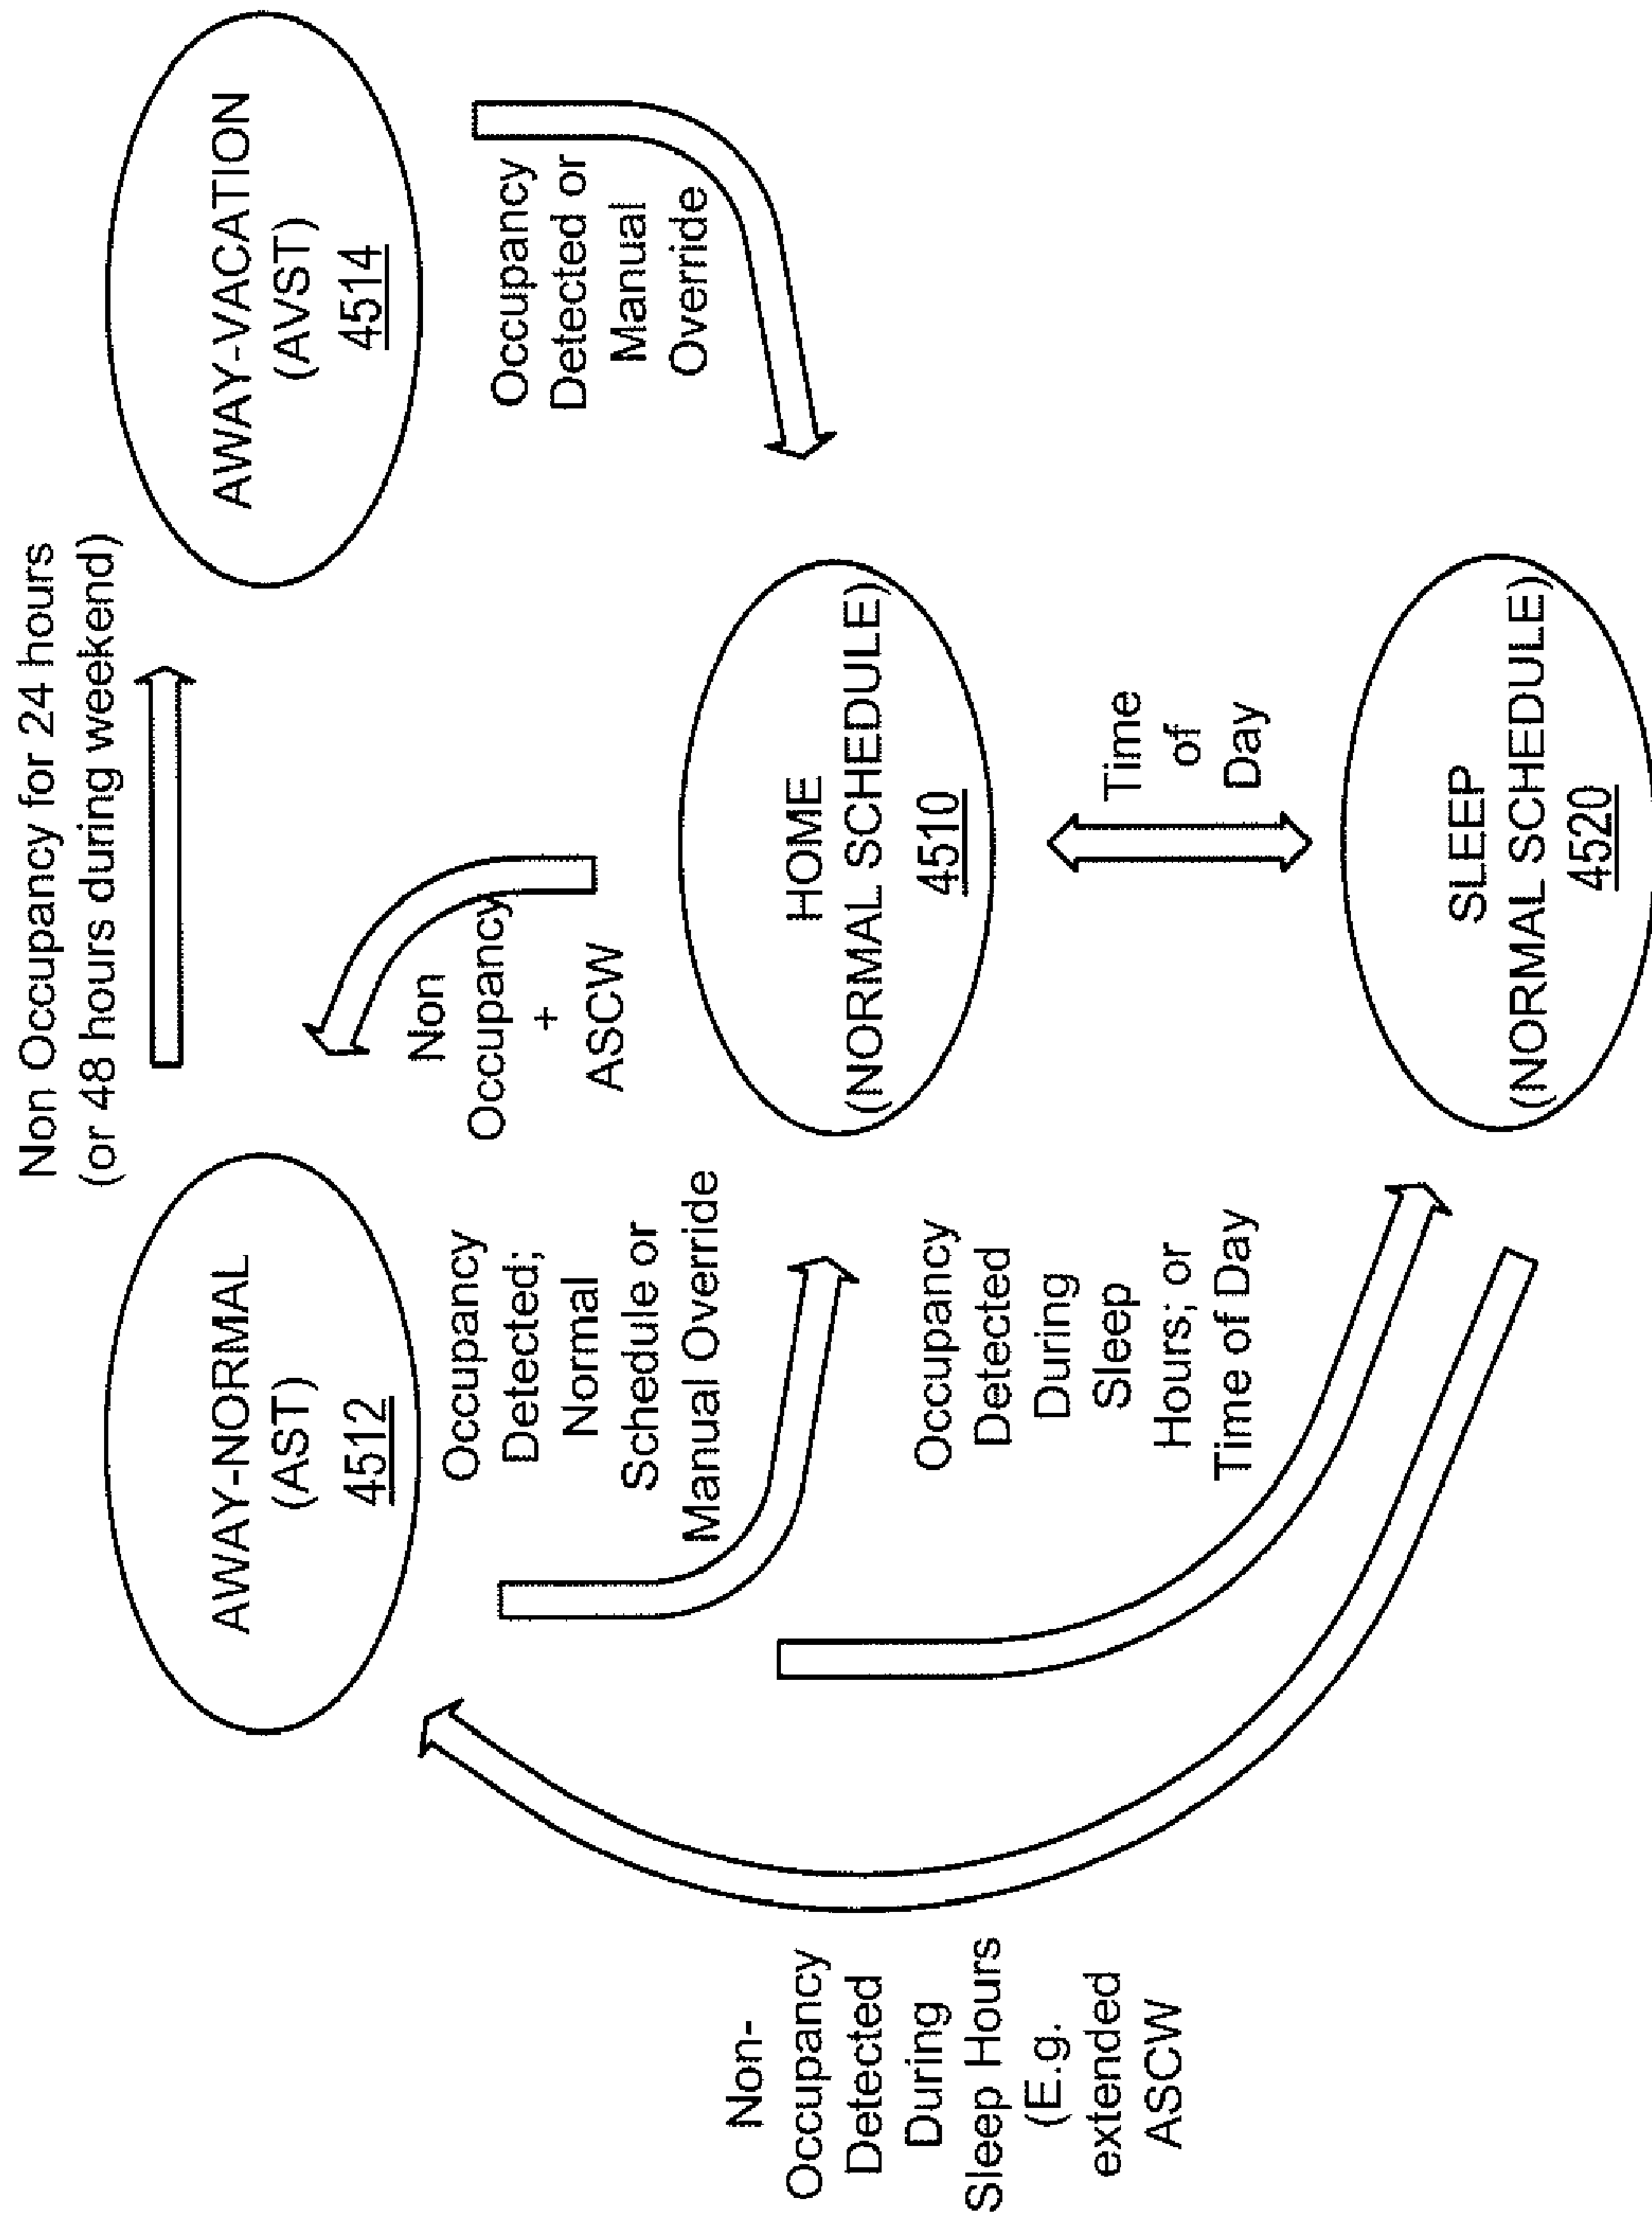 Non Occupancy for 24 hours
(or 48 hours during weekend)
AWAY-NORMAL
(AST)
4512
AWAY-VACATION
(AVST)
4514
Non
Occupancy
+
ASCW
Occupancy
Detected;
Normal
Schedule or
Manual Override
Occupancy
Detected or
Manual
Override
HOME
(NORMAL SCHEDULE)
4510
Non-
Occupancy
Detected
During
Sleep Hours
(E.g.
extended
ASCW
Occupancy
Detected
During
Sleep
Hours; or
Time of Day
Time
of
Day
SLEEP
(NORMAL SCHEDULE)
4520